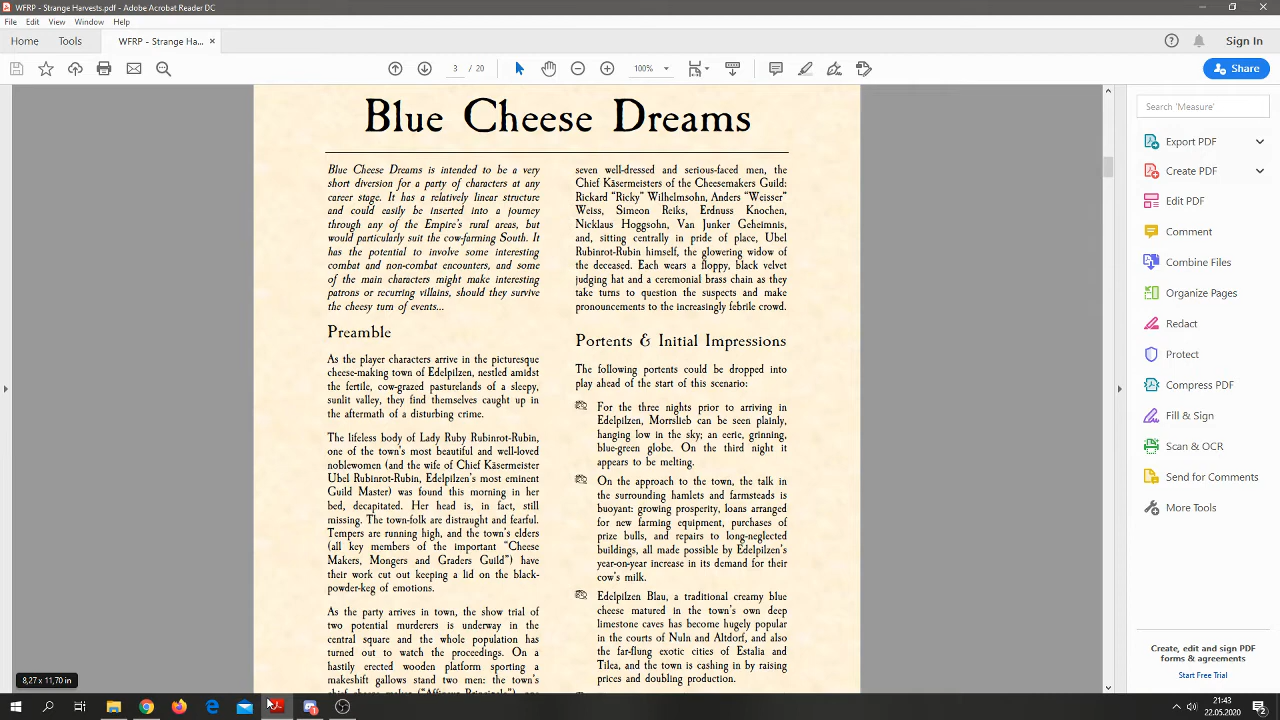 WFRP - Strange Harvests.pdf - Adobe Acrobat Reader DC
File Edit View Window Help
Home Tools WFRP - Strange Har... ×
Sign In
3 / 20
100%
Share
Blue Cheese Dreams
Blue Cheese Dreams is intended to be a very
short diversion for a party of characters at any
career stage. It has a relatively linear structure
and could easily be inserted into a journey
through any of the Empire's rural areas, but
would particularly suit the cow-farming South. It
has the potential to involve some interesting
combat and non-combat encounters, and some
of the main characters might make interesting
patrons or recurring villains, should they survive
the cheesy turn of events...
Preamble
As the player characters arrive in the picturesque
cheese-making town of Edelpilzen, nestled amidst
the fertile, cow-grazed pasturelands of a sleepy,
sunlit valley, they find themselves caught up in
the aftermath of a disturbing crime.
The lifeless body of Lady Ruby Rubinrot-Rubin,
one of the town's most beautiful and well-loved
noblewomen (and the wife of Chief Käsermeister
Ubel Rubinrot-Rubin, Edelpilzen's most eminent
Guild Master) was found this morning in her
bed, decapitated. Her head is, in fact, still
missing. The town-folk are distraught and fearful.
Tempers are running high, and the town's elders
(all key members of the important "Cheese
Makers, Mongers and Graders Guild") have
their work cut out keeping a lid on the black-
powder-keg of emotions.
As the party arrives in town, the show trial of
two potential murderers is underway in the
central square and the whole population has
turned out to watch the proceedings. On a
hastily erected wooden platform sporting a
makeshift gallows stand two men: the town's
chief cheese maker ("Affineur Principale"), one
seven well-dressed and serious-faced men, the
Chief Käsermeisters of the Cheesemakers Guild:
Rickard "Ricky" Wilhelmsohn, Anders "Weisser"
Weiss, Simeon Reiks, Erdnuss Knochen,
Nicklaus Hoggsohn, Van Junker Geheimnis,
and, sitting centrally in pride of place, Ubel
Rubinrot-Rubin himself, the glowering widow of
the deceased. Each wears a floppy, black velvet
judging hat and a ceremonial brass chain as they
take turns to question the suspects and make
pronouncements to the increasingly febrile crowd.
Portents & Initial Impressions
The following portents could be dropped into
play ahead of the start of this scenario:
For the three nights prior to arriving in
Edelpilzen, Morrslieb can be seen plainly,
hanging low in the sky; an eerie, grinning,
blue-green globe. On the third night it
appears to be melting.
On the approach to the town, the talk in
the surrounding hamlets and farmsteads is
buoyant: growing prosperity, loans arranged
for new farming equipment, purchases of
prize bulls, and repairs to long-neglected
buildings, all made possible by Edelpilzen's
year-on-year increase in its demand for their
cow's milk.
Edelpilzen Blau, a traditional creamy blue
cheese matured in the town's own deep
limestone caves has become hugely popular
in the courts of Nuln and Altdorf, and also
the far-flung exotic cities of Estalia and
Tilea, and the town is cashing in by raising
prices and doubling production.
Search 'Measure'
Export PDF
Create PDF
Edit PDF
Comment
Combine Files
Organize Pages
Redact
Protect
Compress PDF
Fill & Sign
Scan & OCR
Send for Comments
More Tools
Create, edit and sign PDF
forms & agreements
Start Free Trial
8,27 x 11,70 in
21:43
22.05.2020